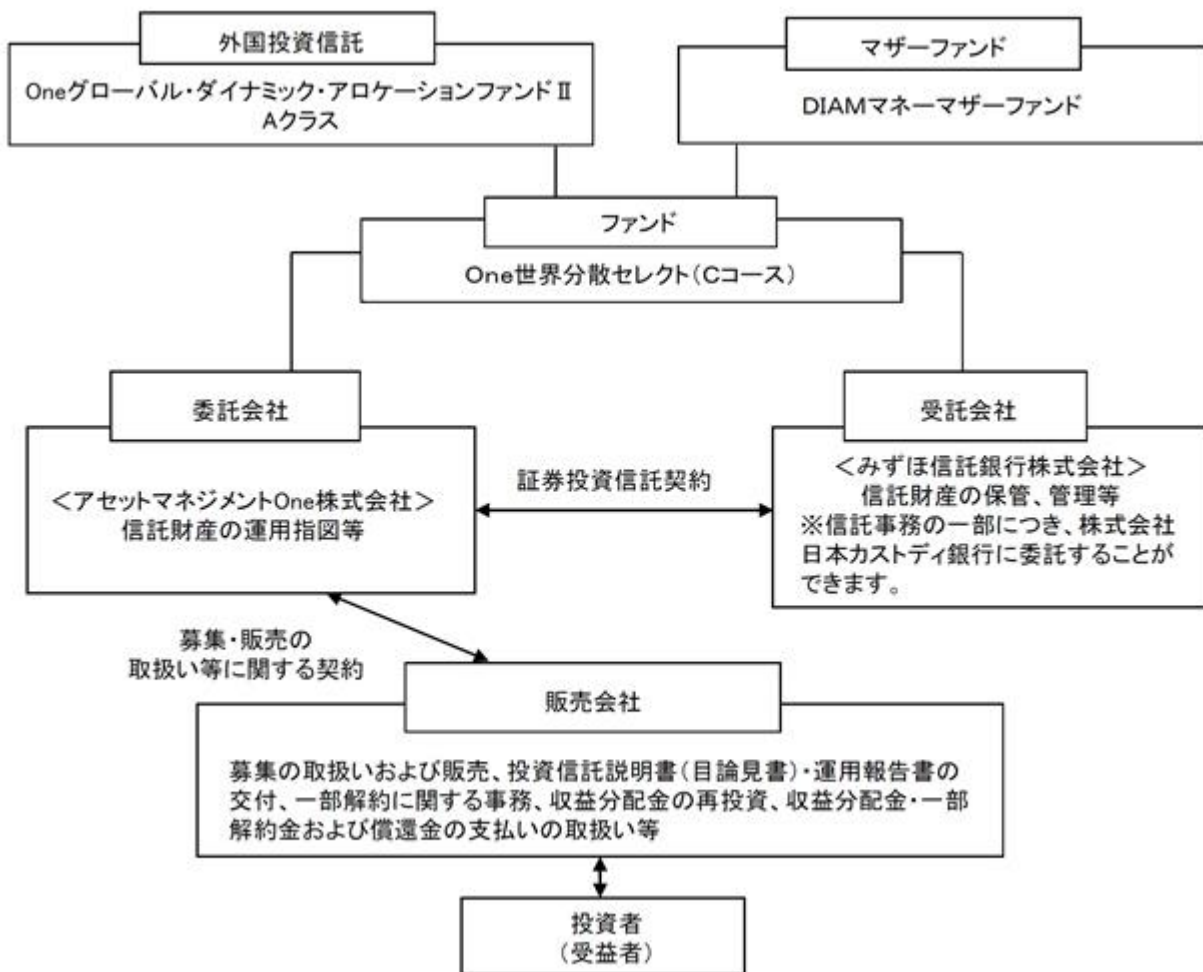 外国投資信託
Oneグローバル・ダイナミック・アロケーションファンドⅡ
Aクラス
マザーファンド
DIAMマネーマザーファンド
ファンド
One世界分散セレクト(Cコース)
委託会社
<アセットマネジメントOne株式会社>
信託財産の運用指図等
証券投資信託契約
受託会社
<みずほ信託銀行株式会社>
信託財産の保管、管理等
※信託事務の一部につき、株式会社
日本カストディ銀行に委託することが
できます。
募集・販売の
取扱い等に関する契約
販売会社
募集の取扱いおよび販売、投資信託説明書(目論見書)・運用報告書の
交付、一部解約に関する事務、収益分配金の再投資、収益分配金・一部
解約金および償還金の支払いの取扱い等
投資者
(受益者)